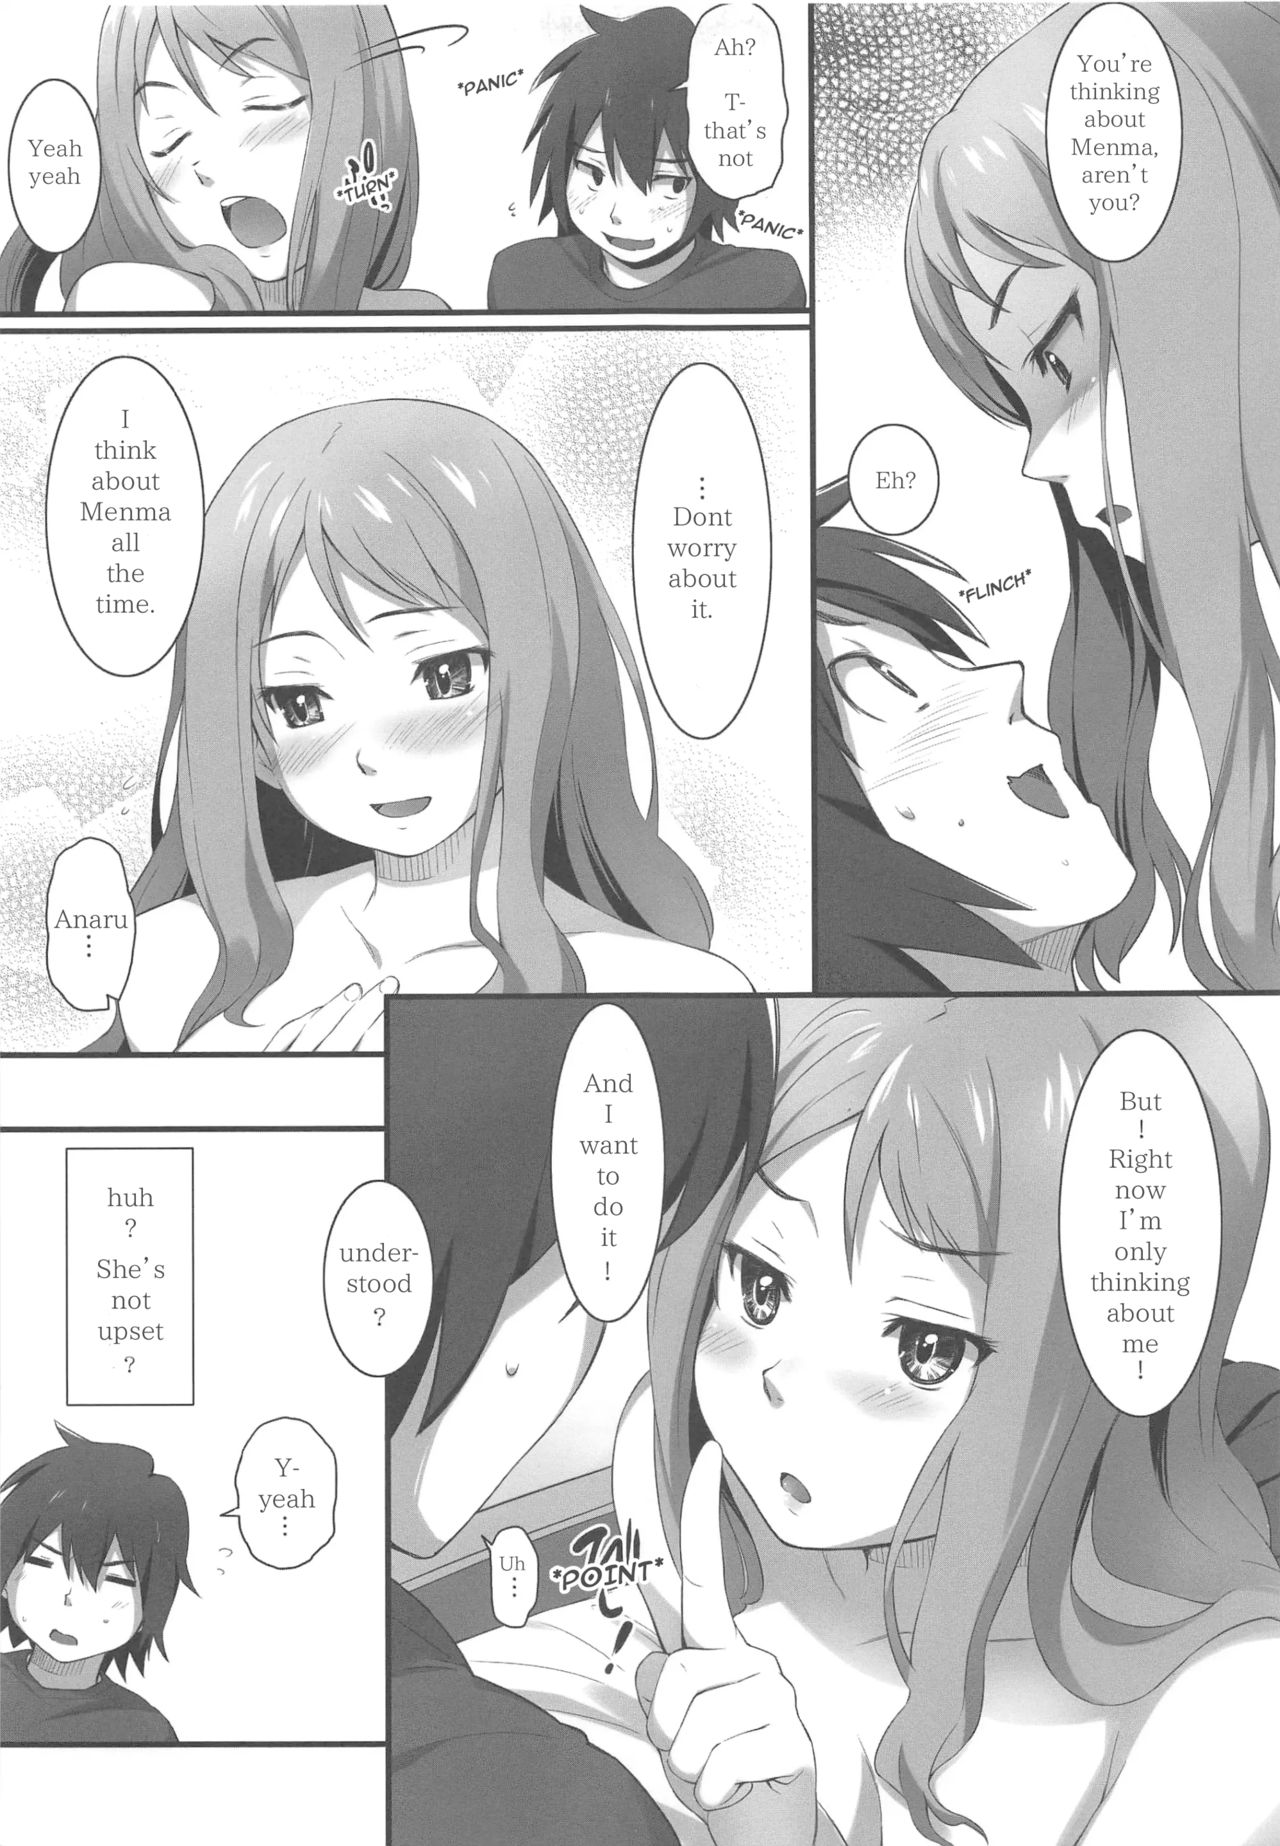 You're
thinking
about
Menma,
aren't
you?
Eh?
*FLINCH*
Ah?
T-
that's
not
*PANIC*
*PANIC*
*TURN*
Yeah
yeah
…
Dont
worry
about
it.
I
think
about
Menma
all
the
time.
Anaru
…
But
!
Right
now
I'm
only
thinking
about
me
!
And
I
want
to
do
it
!
under-
stood
?
Uh
…
*POINT*
huh
?
She's
not
upset
?
Y-
yeah
…